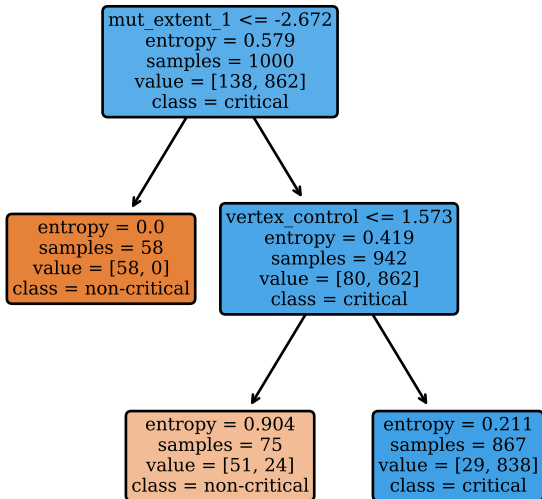 mut_extent_1 <= -2.672
entropy = 0.579
samples = 1000
value = [138, 862]
class = critical
entropy = 0.0
samples = 58
value = [58, 0]
class = non-critical
vertex_control <= 1.573
entropy = 0.419
samples = 942
value = [80, 862]
class = critical
entropy = 0.904
samples = 75
value = [51, 24]
class = non-critical
entropy = 0.211
samples = 867
value = [29, 838]
class = critical